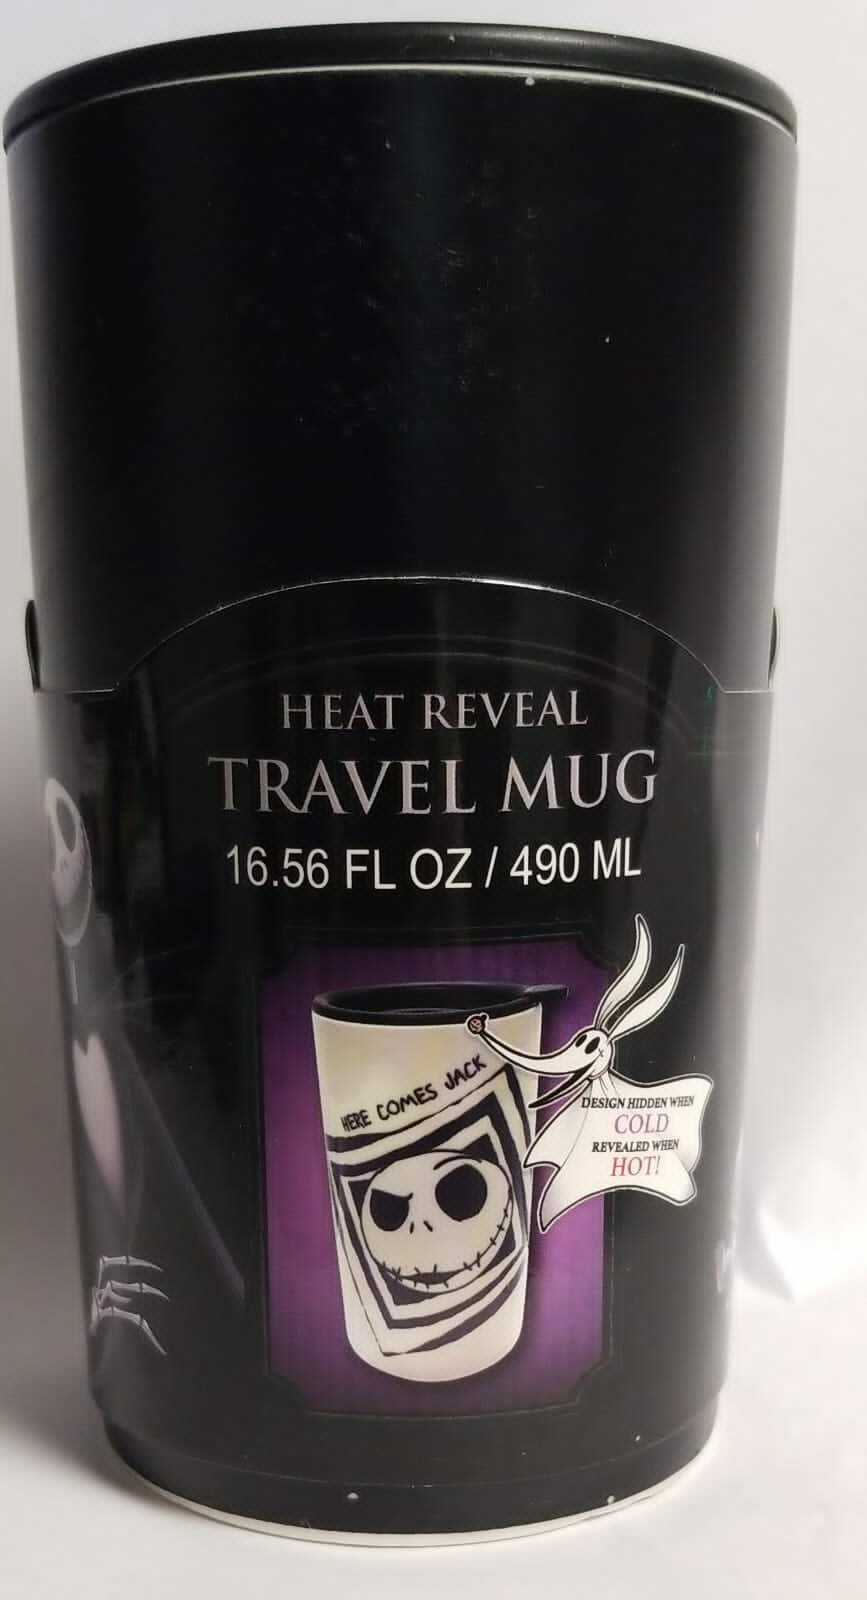 HEAT REVEAL
TRAVEL MUG
16.56 FL OZ / 490 ML
HERE COMES JACK
DESIGN HIDDEN WHEN
COLD
REVEALED WHEN
HOT!